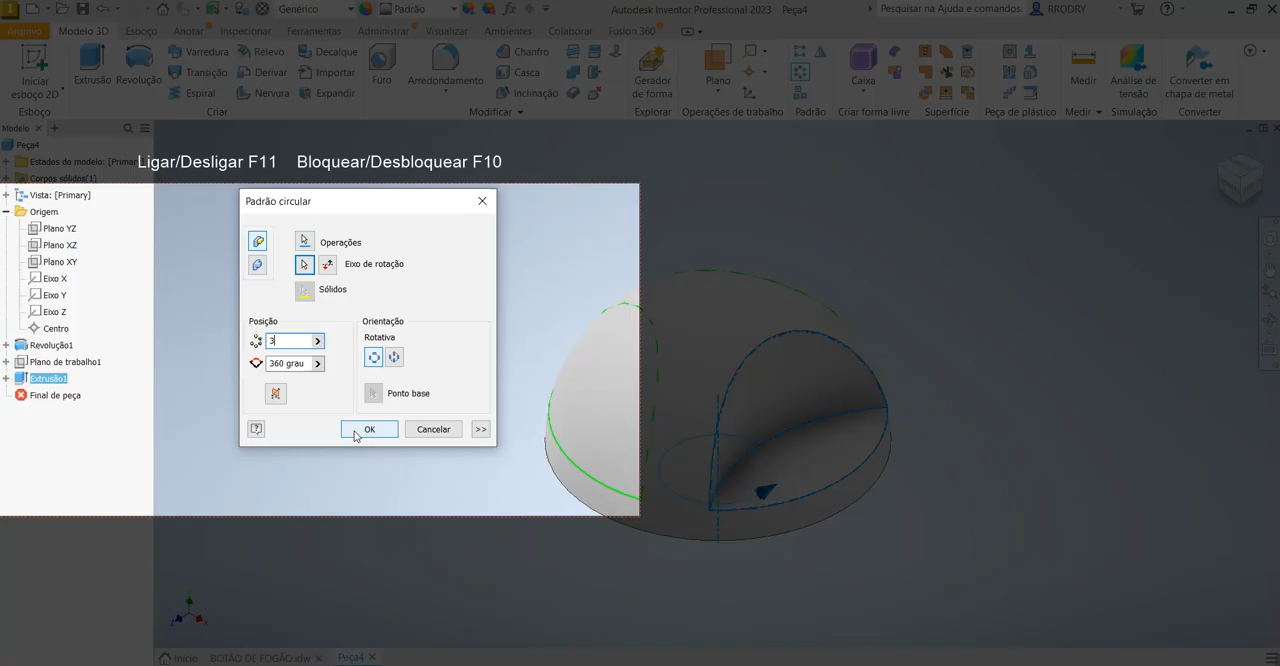 Genérico
Padrão
Autodesk Inventor Professional 2023 Peça4
Pesquisar na Ajuda e comandos.
RRODRY
Arquivo Modelo 3D Esboço Anotar Inspecionar Ferramentas Administrar Visualizar Ambientes Colaborar Fusion 360
Iniciar
esboço 2D
Extrusão
Revolução
Varredura
Transição
Espiral
Relevo
Derivar
Nervura
Decalque
Importar
Expandir
Furo
Arredondamento
Chanfro
Casca
Inclinação
Gerador
de forma
Plano
Caixa
Medir
Análise de
tensão
Converter em
chapa de metal
Esboço Criar Modificar Explorar Operações de trabalho Padrão Criar forma livre Superfície Peça de plástico Medir Simulação Converter
Modelo
Peça4
Estados do modelo: [Primar
Ligar/Desligar F11 Bloquear/Desbloquear F10
Corpos sólidos(1)
Vista: [Primary]
Origem
Plano YZ
Plano XZ
Plano XY
Eixo X
Eixo Y
Eixo Z
Centro
Revolução1
Plano de trabalho1
Extrusão1
Final de peça
Padrão circular
Operações
Eixo de rotação
Sólidos
Posição
3
360 grau
Orientação
Rotativa
Ponto base
OK
Cancelar
>>
Início BOTÃO DE FOGÃO.idw Peça4